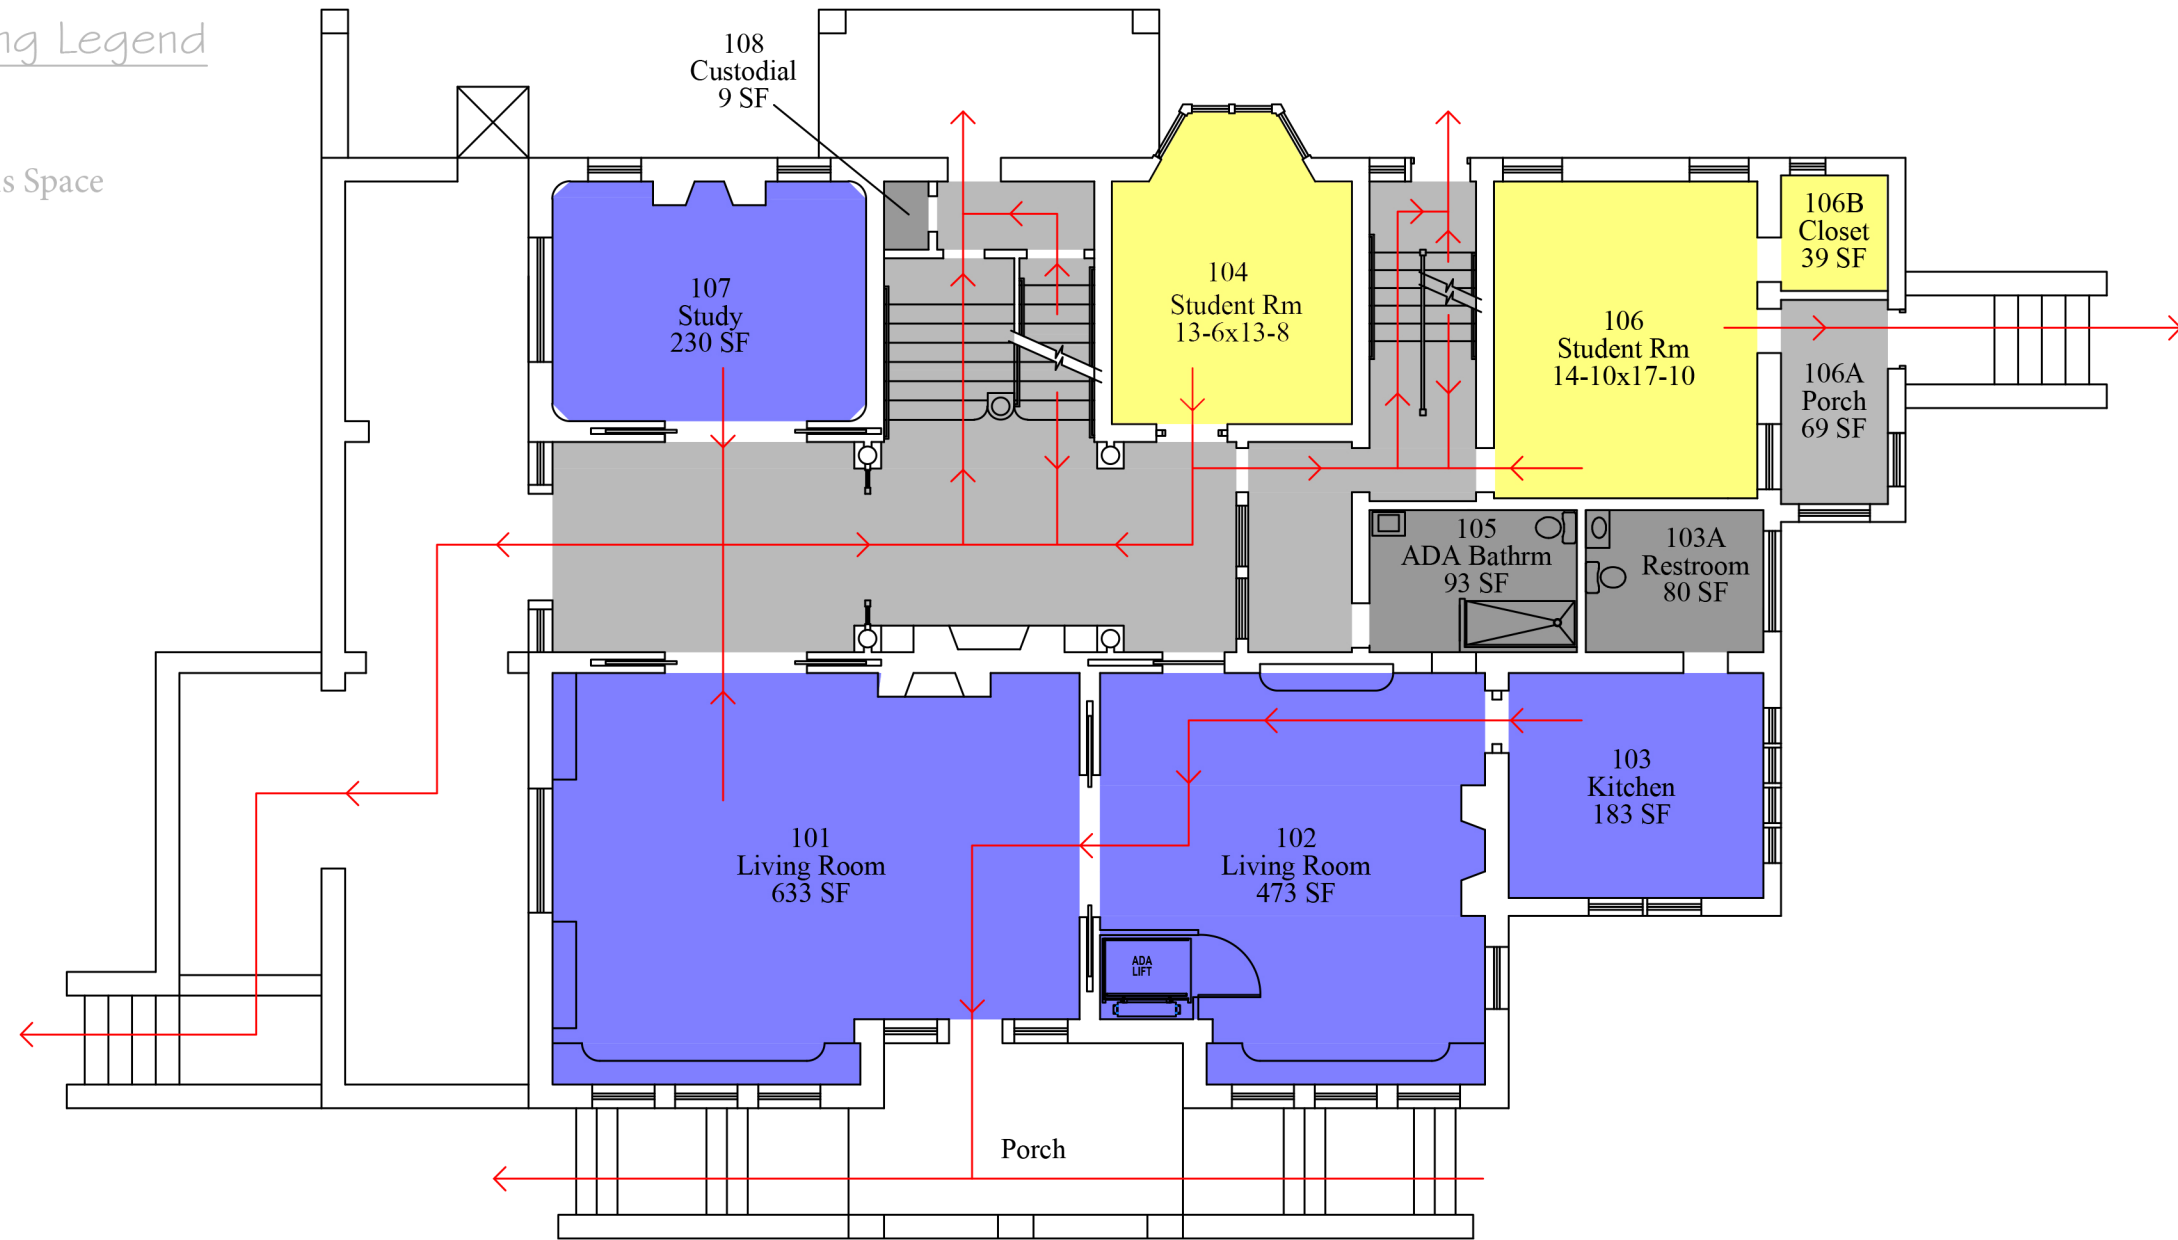 ng Legend
s Space
108
Custodial
9 SF
107
Study
230 SF
104
Student Rm
13-6x13-8
106
Student Rm
14-10x17-10
106B
Closet
39 SF
106A
Porch
69 SF
105
ADA Bathrm
93 SF
103A
Restroom
80 SF
103
Kitchen
183 SF
101
Living Room
633 SF
102
Living Room
473 SF
ADA
LIFT
Porch